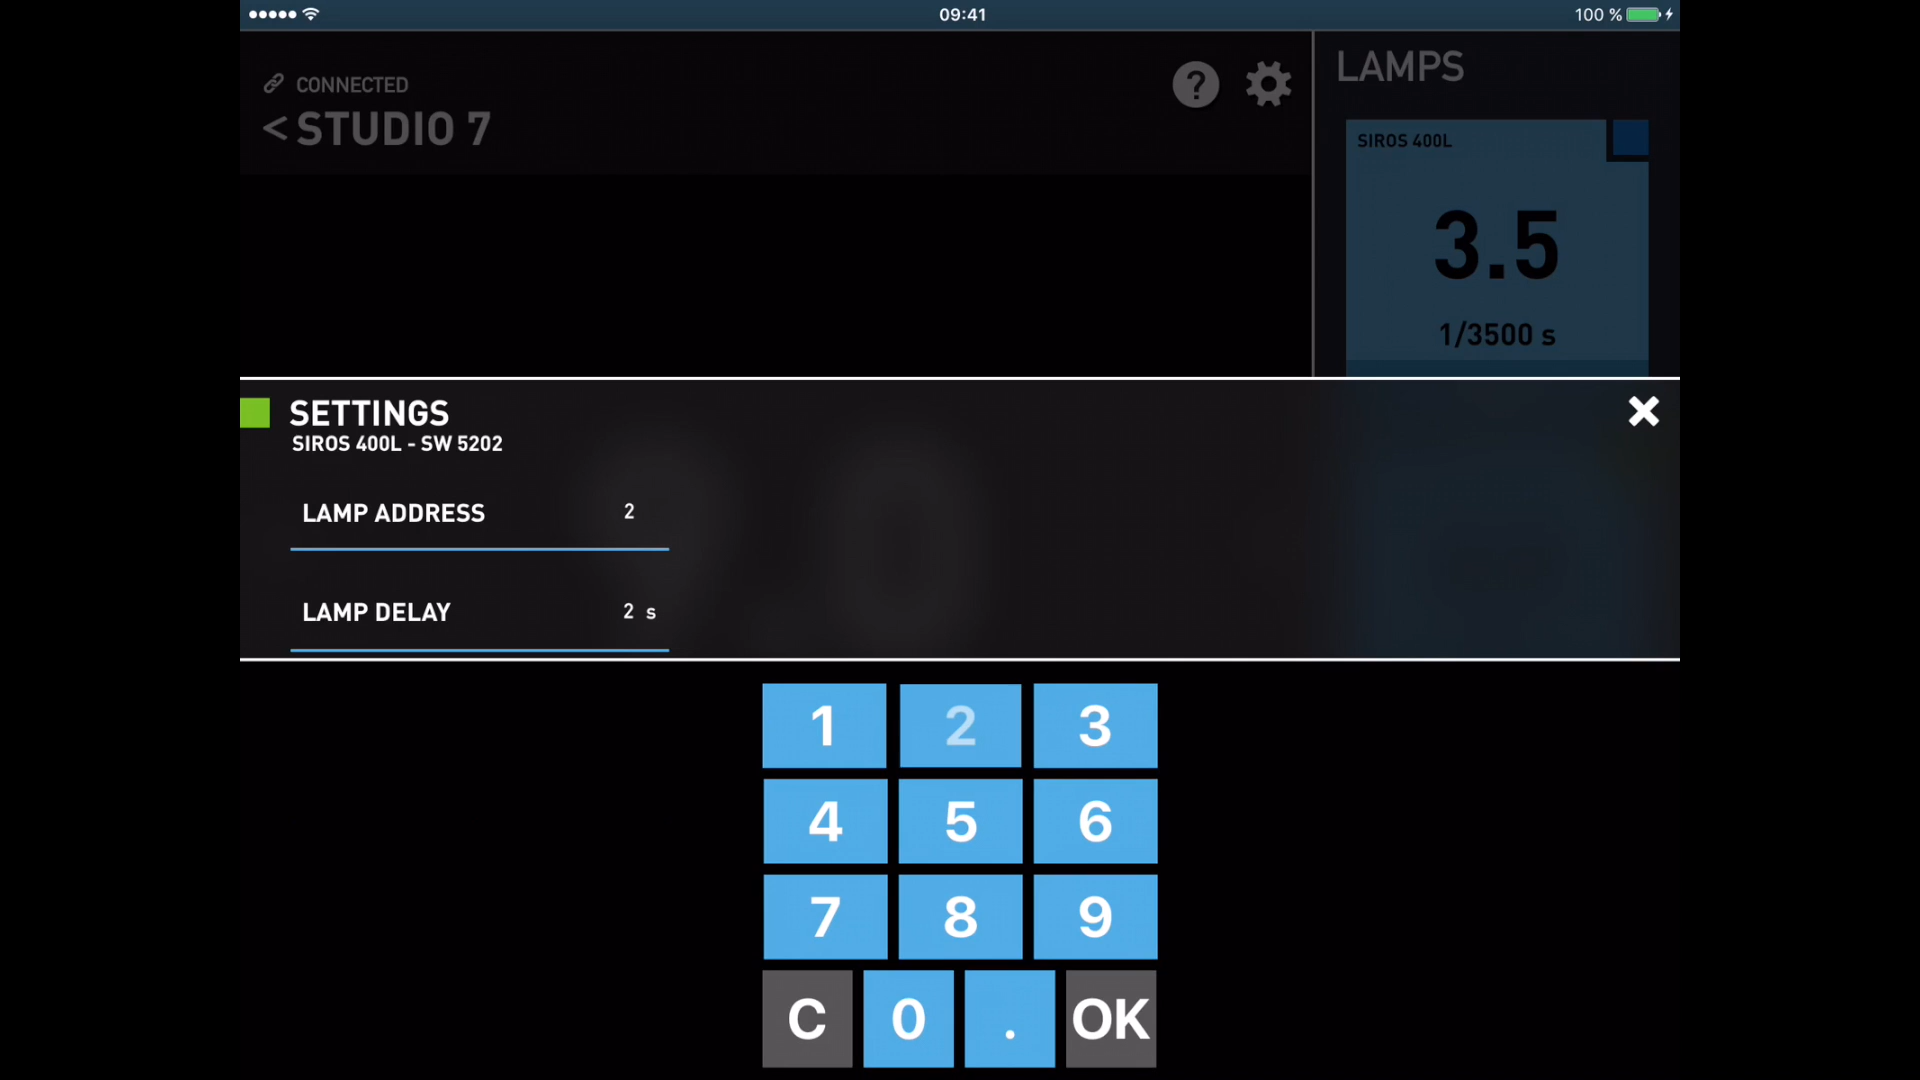 09:41
100 %
CONNECTED
< STUDIO 7
?
LAMPS
SIROS 400L
3.5
1/3500 s
SETTINGS
SIROS 400L - SW 5202
LAMP ADDRESS 2
LAMP DELAY 2 s
1 2 3
4 5 6
7 8 9
C 0 . OK